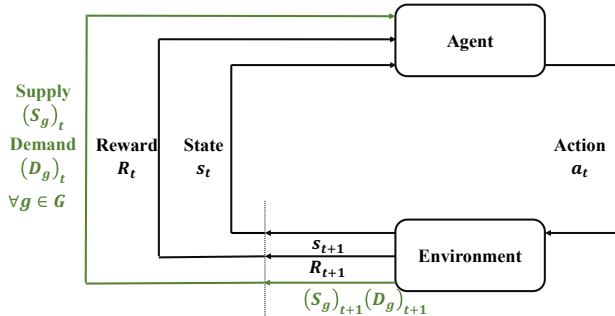 Agent
Supply
(S_g)_t
Demand
(D_g)_t
∀g ∈ G
Reward
R_t
State
s_t
Action
a_t
s_{t+1}
R_{t+1}
(S_g)_{t+1}(D_g)_{t+1}
Environment